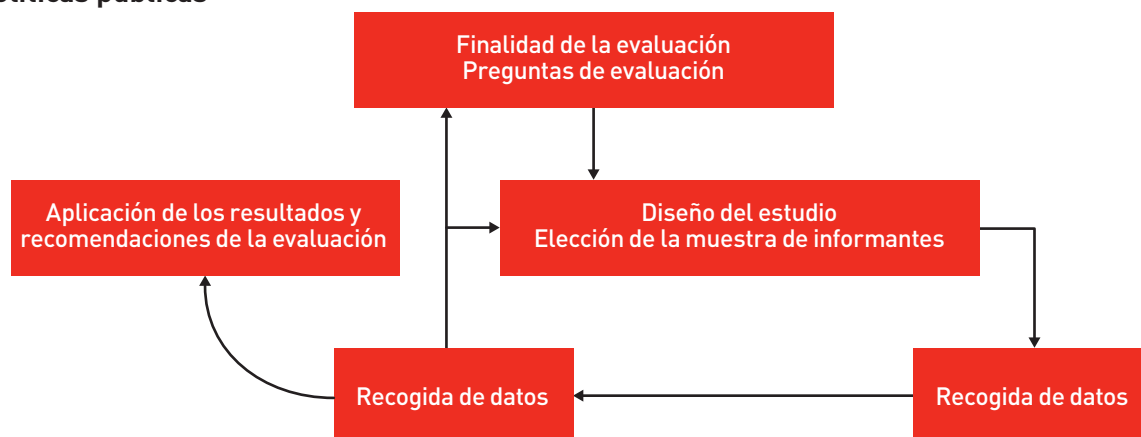 Finalidad de la evaluación
Preguntas de evaluación
Aplicación de los resultados y
recomendaciones de la evaluación
Diseño del estudio
Elección de la muestra de informantes
Recogida de datos
Recogida de datos